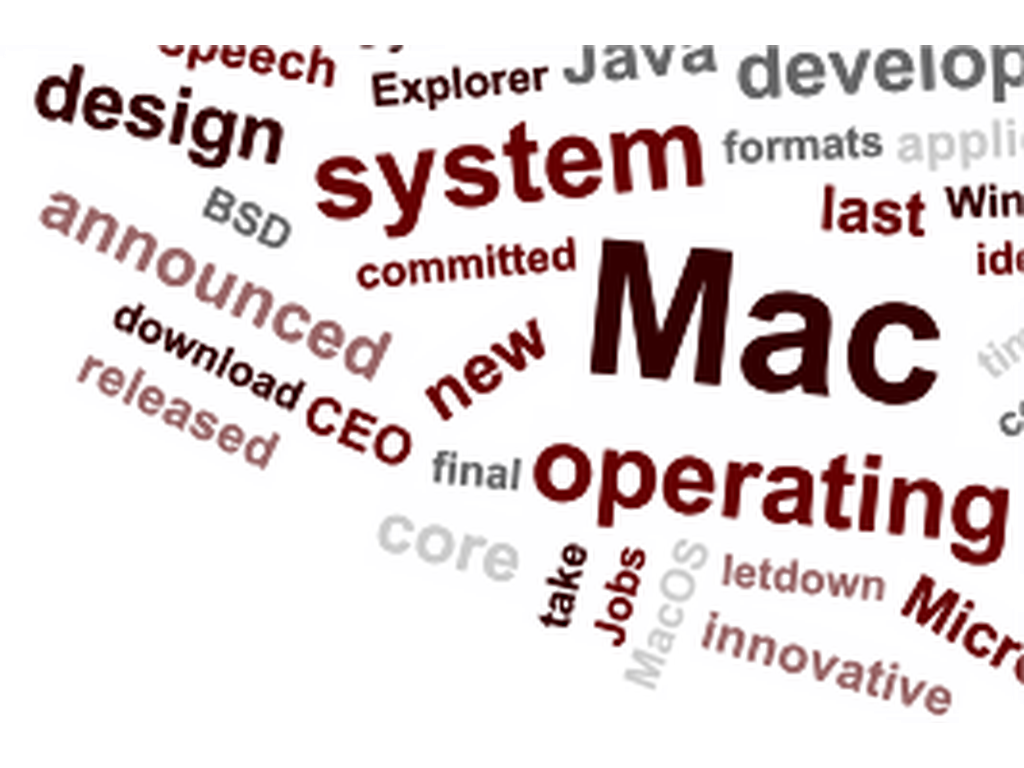 speech
Explorer
Java
develop
design
system
formats
applic
BSD
last
Win
announced
committed
Mac
ide
download
new
tim
released
CEO
final
operating
core
take
Jobs
MacOS
letdown
Micro
innovative